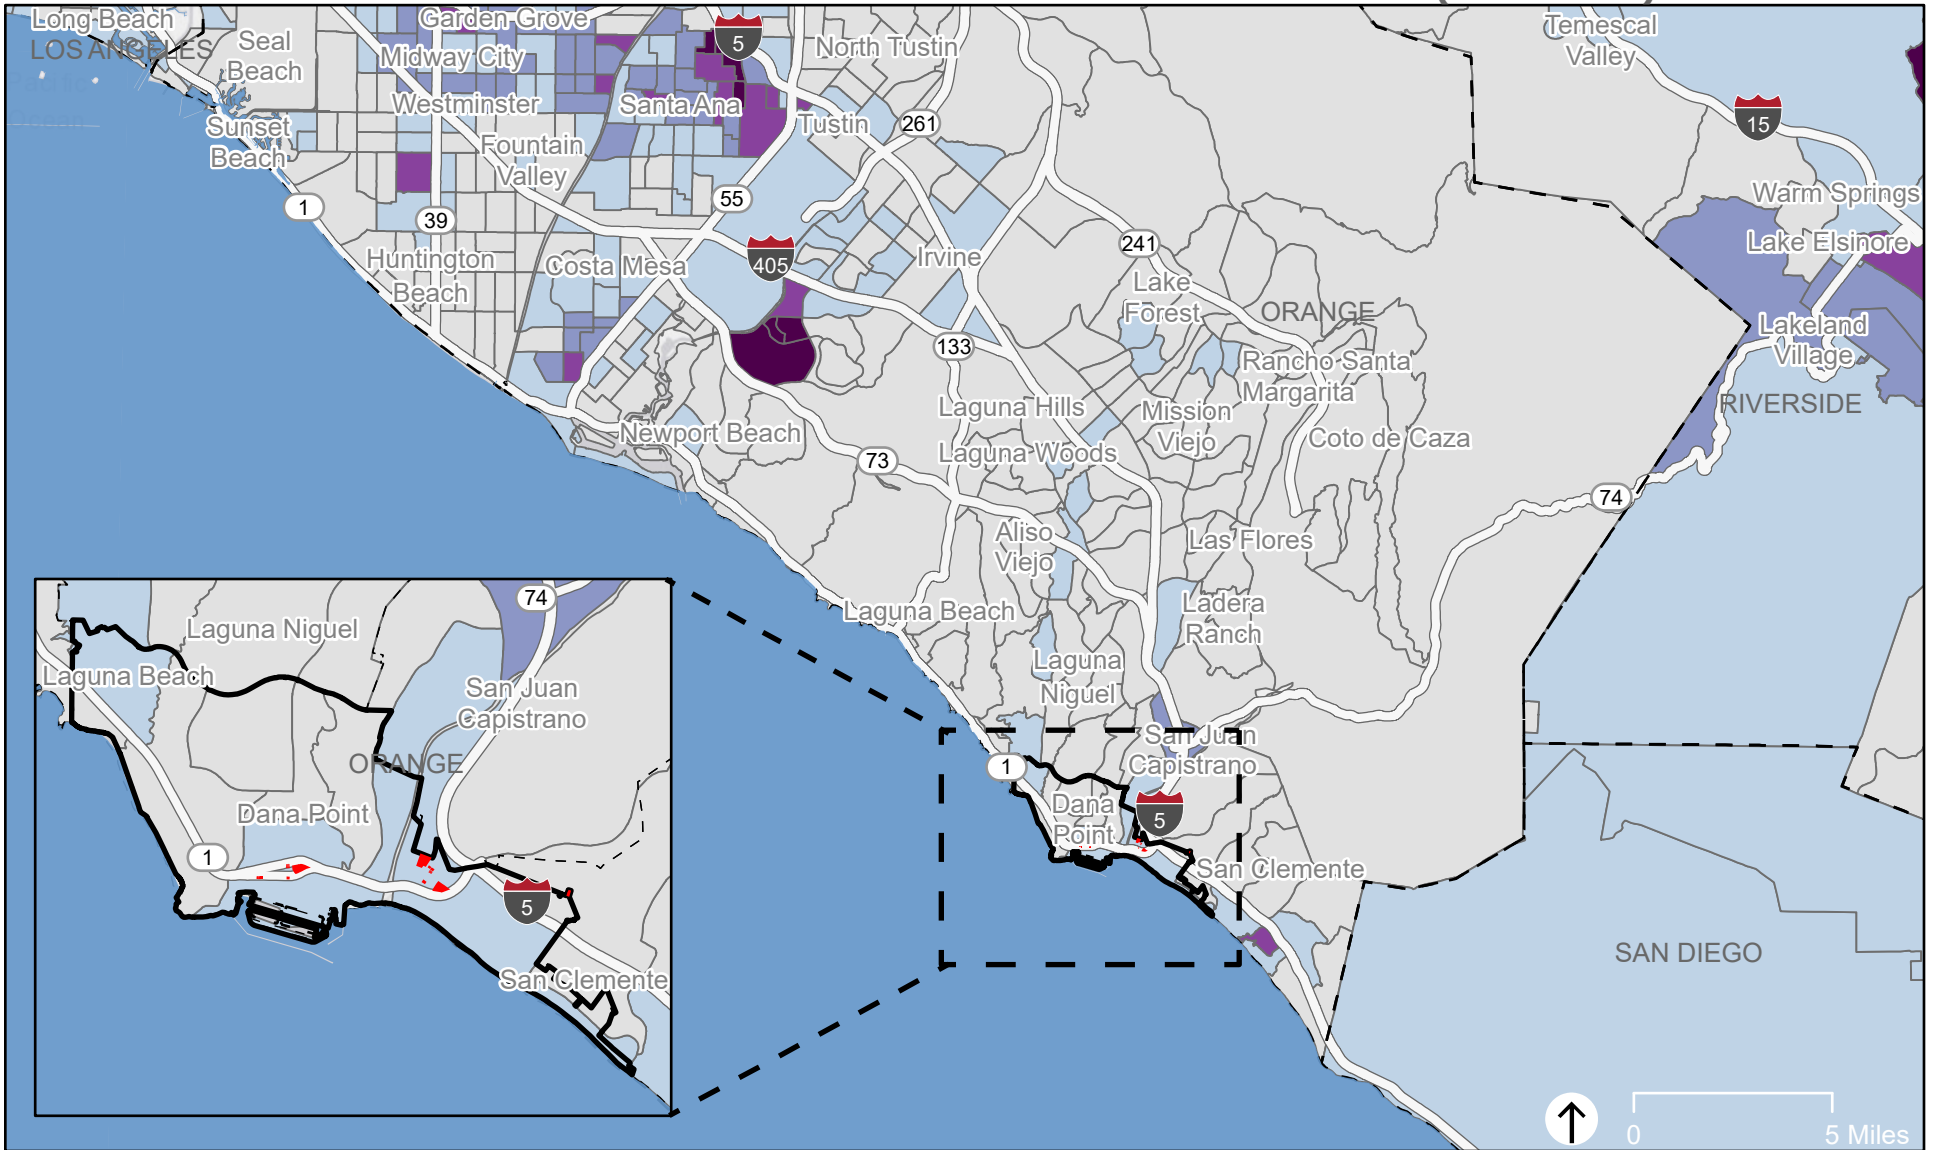 Long Beach
LOS ANGELES
Pacific
Ocean
Seal
Beach
Sunset
Beach
Garden Grove
Midway City
Westminster
Fountain
Valley
Santa Ana
5
North Tustin
Tustin
261
Temescal
Valley
15
Warm Springs
Lake Elsinore
Lakeland
Village
RIVERSIDE
1
39
55
405
Huntington
Beach
Costa Mesa
Irvine
241
Lake
Forest
ORANGE
Rancho Santa
Margarita
133
Laguna Hills
Mission
Viejo
Newport Beach
Laguna Woods
Coto de Caza
73
74
Aliso
Viejo
Las Flores
Laguna Beach
Ladera
Ranch
Laguna
Niguel
San Juan
Capistrano
1
Dana
Point
5
San Clemente
SAN DIEGO
74
Laguna Niguel
Laguna Beach
San Juan
Capistrano
ORANGE
Dana Point
1
5
San Clemente
0
5 Miles